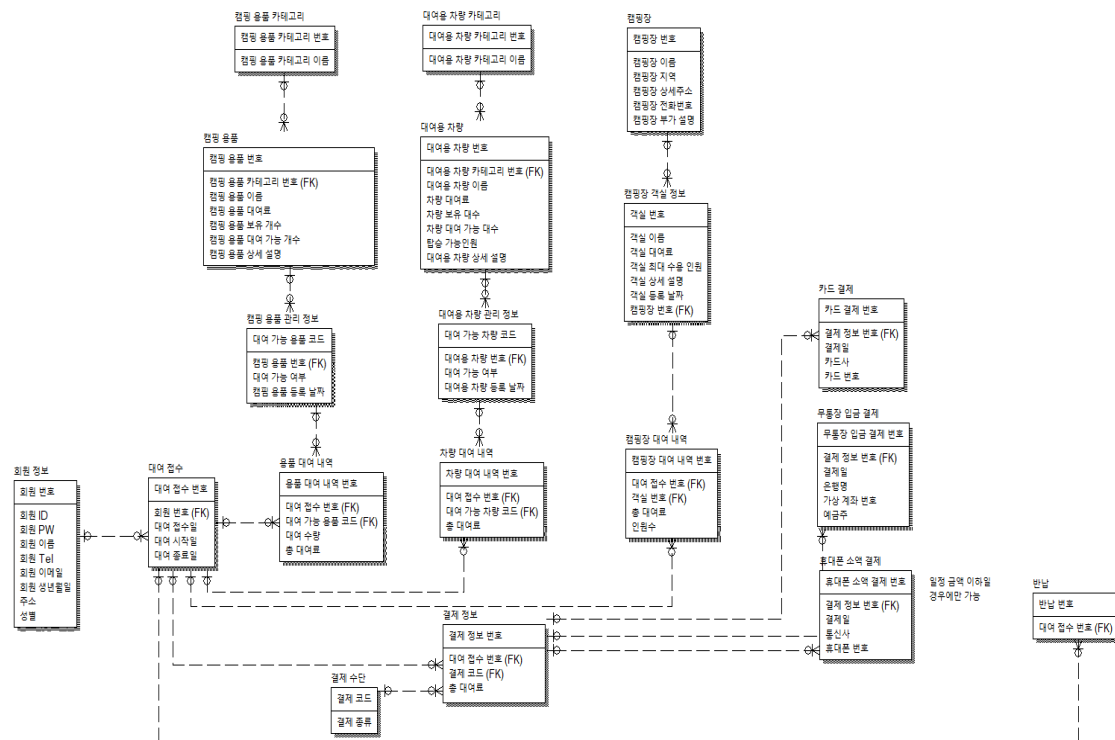 캠핑 용품 카테고리
캠핑 용품 카테고리 번호
캠핑 용품 카테고리 이름
대여용 차량 카테고리
대여용 차량 카테고리 번호
대여용 차량 카테고리 이름
캠핑장
캠핑장 번호
캠핑장 이름
캠핑장 지역
캠핑장 상세주소
캠핑장 전화번호
캠핑장 부가 설명
캠핑 용품
캠핑 용품 번호
캠핑 용품 카테고리 번호 (FK)
캠핑 용품 이름
캠핑 용품 대여료
캠핑 용품 보유 개수
캠핑 용품 대여 가능 개수
캠핑 용품 상세 설명
대여용 차량
대여용 차량 번호
대여용 차량 카테고리 번호 (FK)
대여용 차량 이름
차량 대여료
차량 보유 대수
차량 대여 가능 대수
탑승 가능인원
대여용 차량 상세 설명
캠핑장 객실 정보
객실 번호
객실 이름
객실 대여료
객실 최대 수용 인원
객실 상세 설명
객실 등록 날짜
캠핑장 번호 (FK)
캠핑 용품 관리 정보
대여 가능 용품 코드
캠핑 용품 번호 (FK)
대여 가능 여부
캠핑 용품 등록 날짜
대여용 차량 관리 정보
대여 가능 차량 코드
대여용 차량 번호 (FK)
대여 가능 여부
대여용 차량 등록 날짜
카드 결제
카드 결제 번호
결제 정보 번호 (FK)
결제일
카드사
카드 번호
무통장 입금 결제
무통장 입금 결제 번호
결제 정보 번호 (FK)
결제일
은행명
가상 계좌 번호
예금주
회원 정보
회원 번호
회원 ID
회원 PW
회원 이름
회원 Tel
회원 이메일
회원 생년월일
주소
성별
대여 접수
대여 접수 번호
회원 번호 (FK)
대여 접수일
대여 시작일
대여 종료일
용품 대여 내역
용품 대여 내역 번호
대여 접수 번호 (FK)
대여 가능 용품 코드 (FK)
대여 수량
총 대여료
차량 대여 내역
차량 대여 내역 번호
대여 접수 번호 (FK)
대여 가능 차량 코드 (FK)
총 대여료
캠핑장 대여 내역
캠핑장 대여 내역 번호
대여 접수 번호 (FK)
객실 번호 (FK)
총 대여료
인원수
휴대폰 소액 결제
휴대폰 소액 결제 번호
결제 정보 번호 (FK)
결제일
통신사
휴대폰 번호
일정 금액 이하일
경우에만 가능
반납
반납 번호
대여 접수 번호 (FK)
결제 정보
결제 정보 번호
대여 접수 번호 (FK)
결제 코드 (FK)
총 대여료
결제 수단
결제 코드
결제 종류